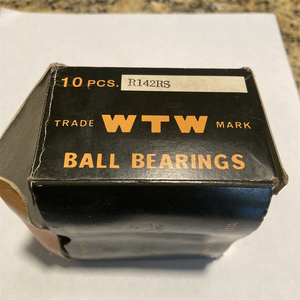 10 PCS. R142RS
TRADE WTW MARK
BALL BEARINGS